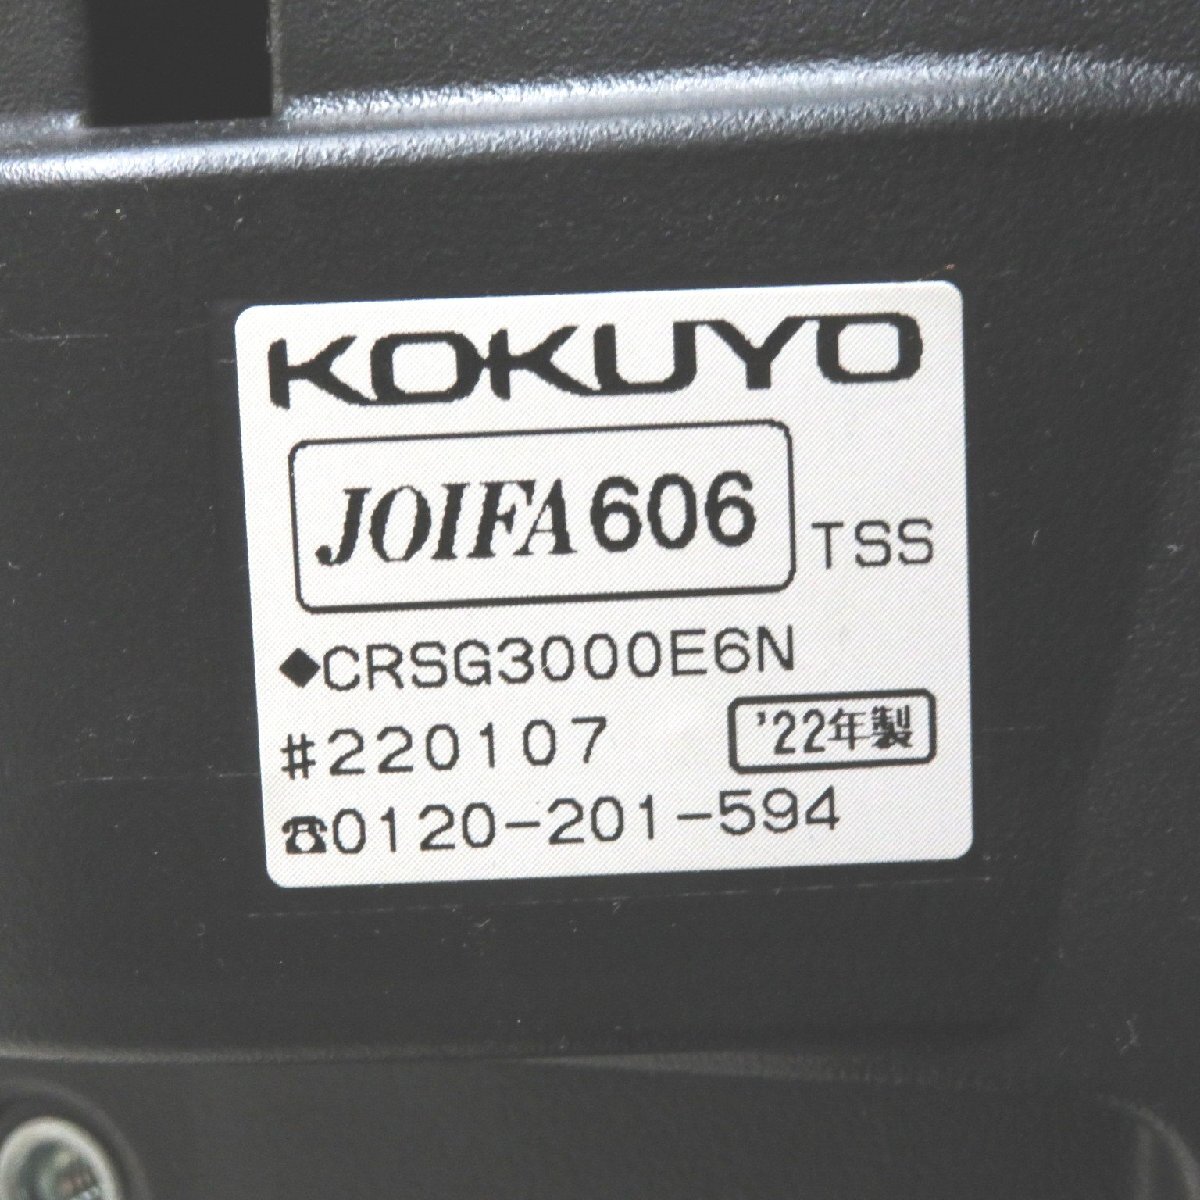 KOKUYO
JOIFA606 TSS
◆CRSG3000E6N
#220107 '22年製
☎0120-201-594